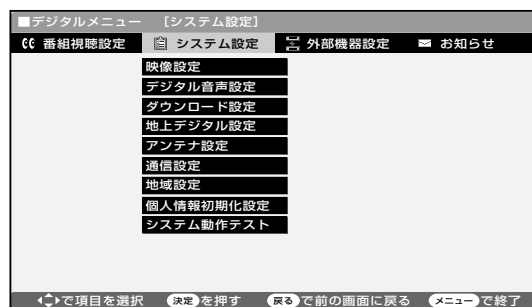 ■デジタルメニュー ［システム設定］
番組視聴設定 システム設定 外部機器設定 お知らせ
映像設定
デジタル音声設定
ダウンロード設定
地上デジタル設定
アンテナ設定
通信設定
地域設定
個人情報初期化設定
システム動作テスト
で項目を選択 決定を押す 戻るで前の画面に戻る メニューで終了